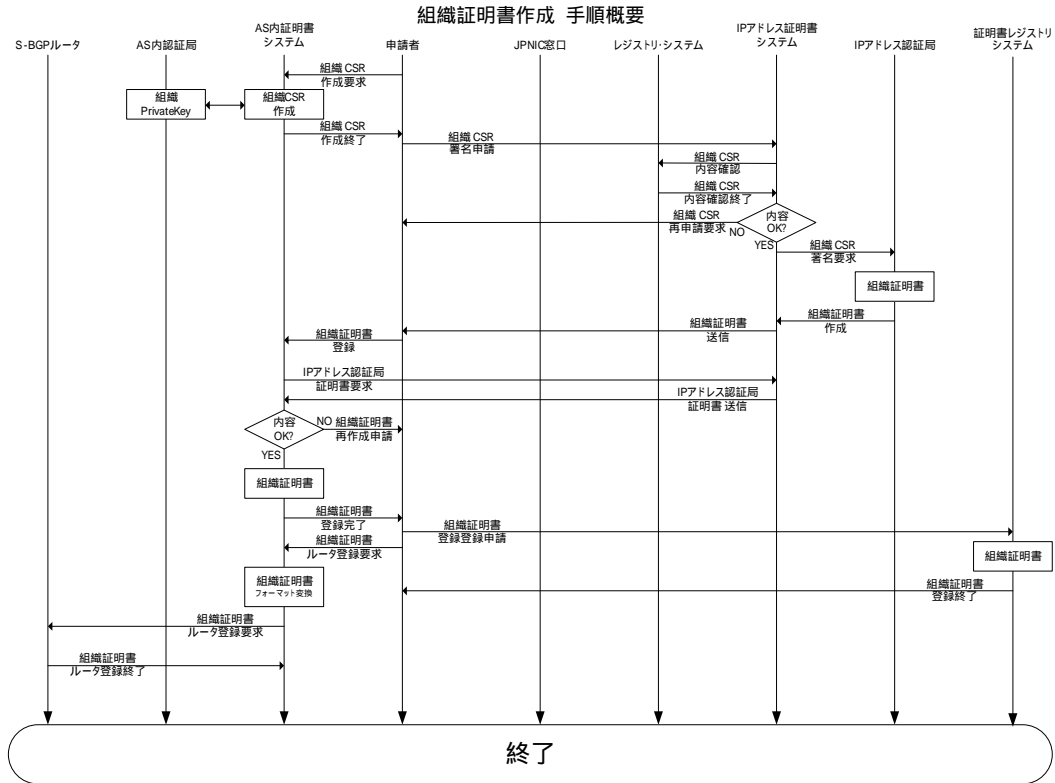 組織証明書作成 手順概要
S-BGPルータ
AS内認証局
AS内証明書
システム
申請者
JPNIC窓口
レジストリ・システム
IPアドレス証明書
システム
IPアドレス認証局
証明書レジストリ
システム
組織 CSR
作成要求
組織
PrivateKey
組織CSR
作成
組織 CSR
作成終了
組織 CSR
署名申請
組織 CSR
内容確認
組織 CSR
内容確認終了
組織 CSR
再申請要求
NO
内容
OK?
YES
組織 CSR
署名要求
組織証明書
組織証明書
作成
組織証明書
送信
組織証明書
登録
IPアドレス認証局
証明書要求
IPアドレス認証局
証明書 送信
内容
OK?
NO 組織証明書
再作成申請
YES
組織証明書
組織証明書
登録完了
組織証明書
登録登録申請
組織証明書
ルータ登録要求
組織証明書
組織証明書
フォーマット変換
組織証明書
登録終了
組織証明書
ルータ登録要求
組織証明書
ルータ登録終了
終了